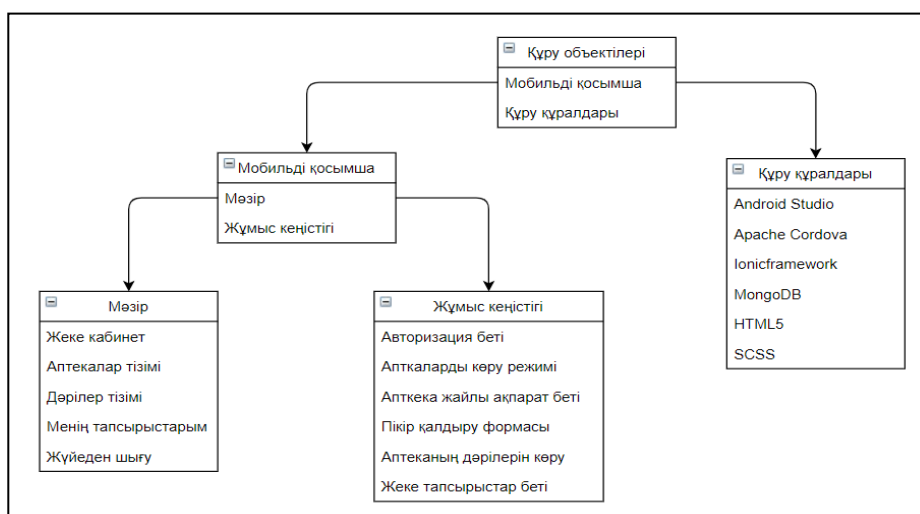 Құру объектілері
Мобильді қосымша
Құру құралдары
Мобильді қосымша
Мәзір
Жұмыс кеңістігі
Құру құралдары
Android Studio
Apache Cordova
Ionicframework
MongoDB
HTML5
SCSS
Мәзір
Жеке кабинет
Аптекалар тізімі
Дәрілер тізімі
Менің тапсырыстарым
Жүйеден шығу
Жұмыс кеңістігі
Авторизация беті
Апткаларды көру режимі
Апткека жайлы ақпарат беті
Пікір қалдыру формасы
Аптеканың дәрілерін көру
Жеке тапсырыстар беті